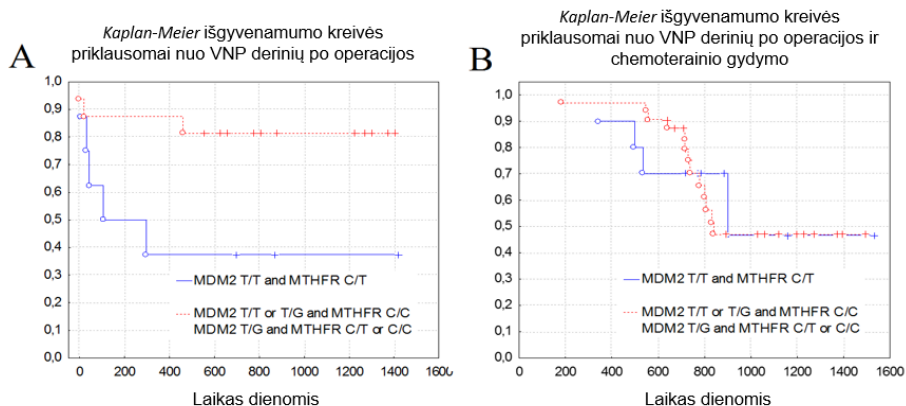 A
Kaplan-Meier išgyvenamumo kreivės
priklausomai nuo VNP derinių po operacijos
1,0
0,9
0,8
0,7
0,6
0,5
0,4
0,3
0,2
0,1
0,0
MDM2 T/T and MTHFR C/T
MDM2 T/T or T/G and MTHFR C/C
MDM2 T/G and MTHFR C/T or C/C
0 200 400 600 800 1000 1200 1400 1600
Laikas dienomis
B
Kaplan-Meier išgyvenamumo kreivės
priklausomai nuo VNP derinių po operacijos ir
chemoterainio gydymo
1,0
0,9
0,8
0,7
0,6
0,5
0,4
0,3
0,2
0,1
0,0
MDM2 T/T and MTHFR C/T
MDM2 T/T or T/G and MTHFR C/C
MDM2 T/G and MTHFR C/T or C/C
0 200 400 600 800 1000 1200 1400 1600
Laikas dienomis